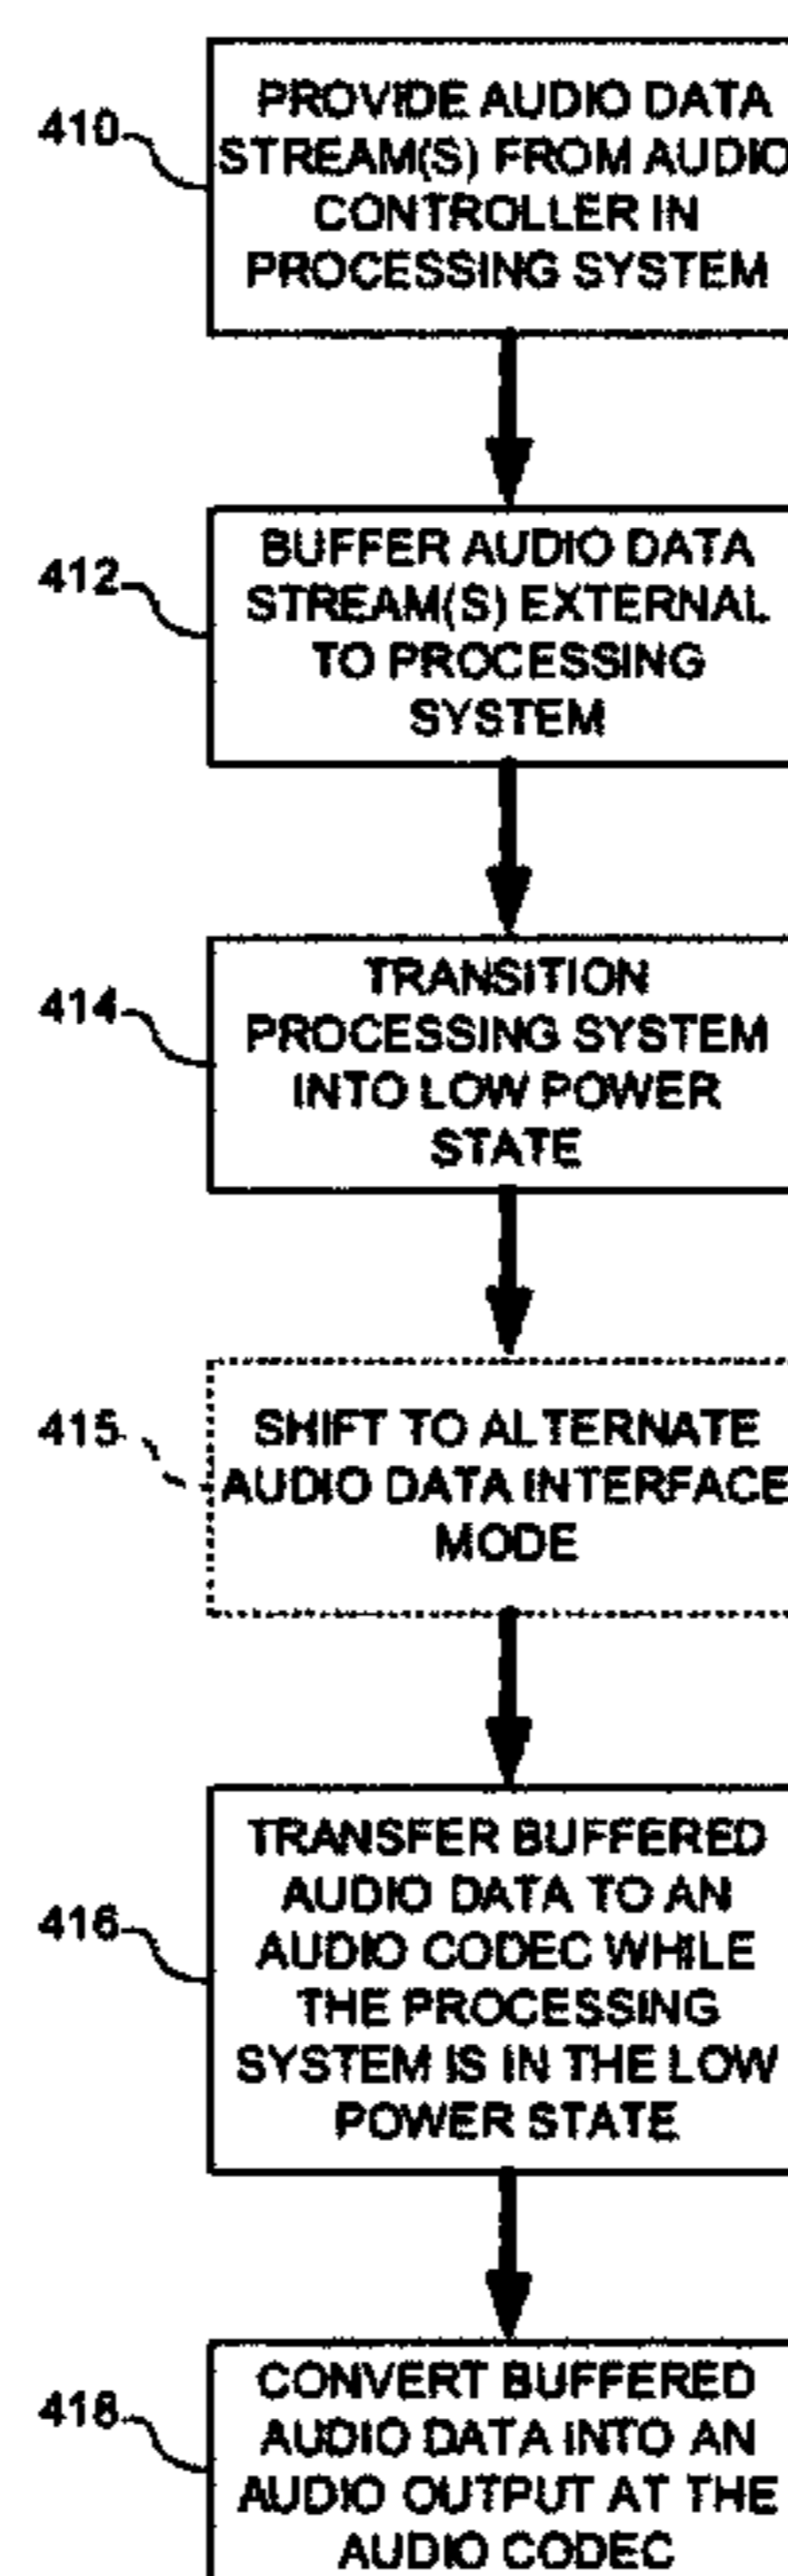 410
PROVIDE AUDIO DATA
STREAM(S) FROM AUDIO
CONTROLLER IN
PROCESSING SYSTEM
412
BUFFER AUDIO DATA
STREAM(S) EXTERNAL
TO PROCESSING
SYSTEM
414
TRANSITION
PROCESSING SYSTEM
INTO LOW POWER
STATE
415
SHIFT TO ALTERNATE
AUDIO DATA INTERFACE
MODE
416
TRANSFER BUFFERED
AUDIO DATA TO AN
AUDIO CODEC WHILE
THE PROCESSING
SYSTEM IS IN THE LOW
POWER STATE
418
CONVERT BUFFERED
AUDIO DATA INTO AN
AUDIO OUTPUT AT THE
AUDIO CODEC